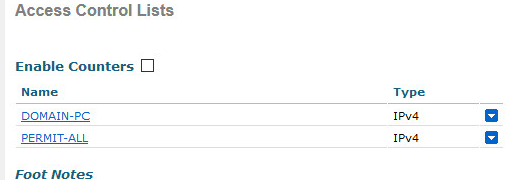 Access Control Lists
Enable Counters
Name Type
DOMAIN-PC IPv4
PERMIT-ALL IPv4
Foot Notes